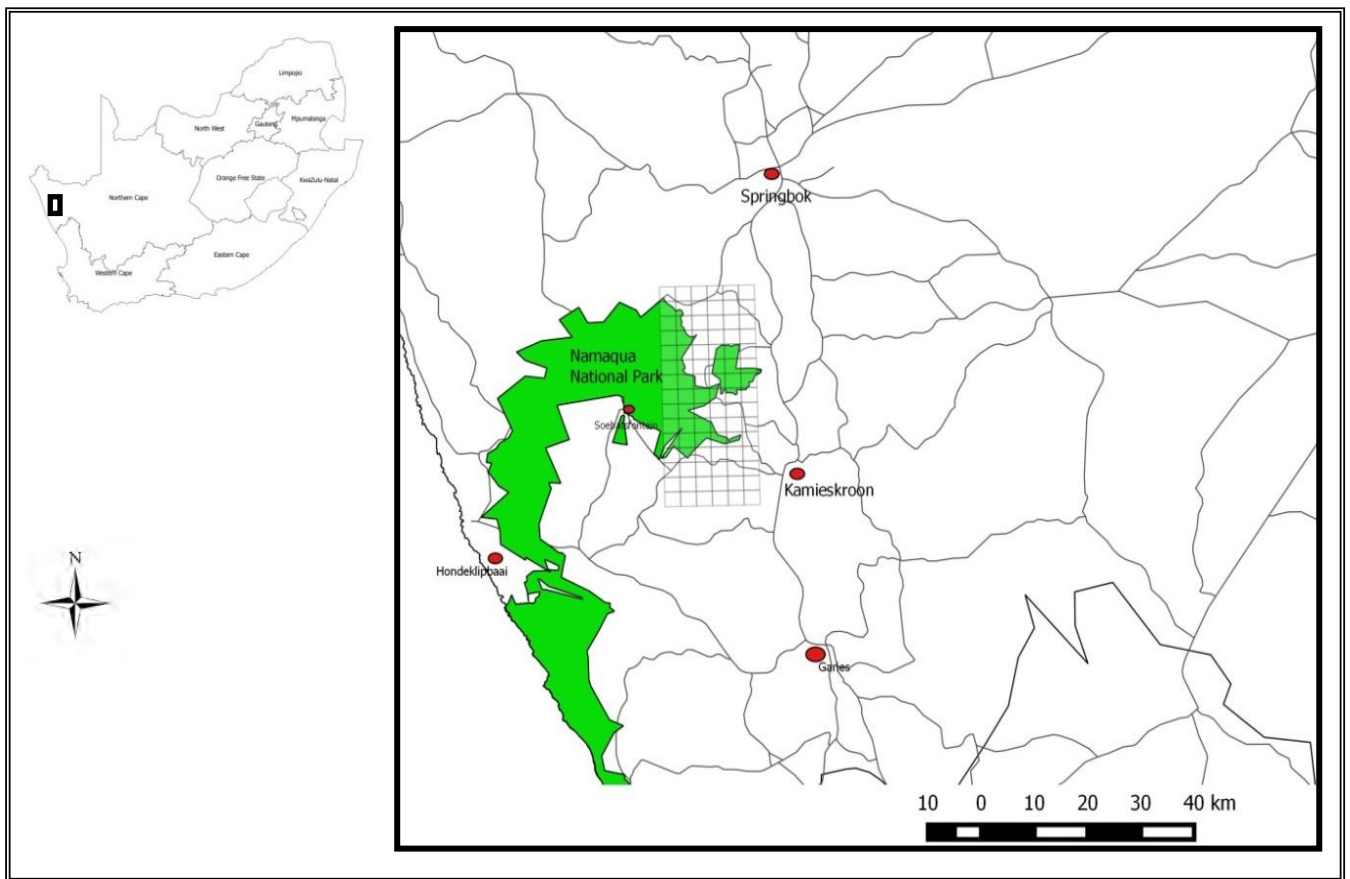 Limpopo
Mpumalanga
Gauteng
North West
Orange Free State
KwaZulu-Natal
Northern Cape
Eastern Cape
Western Cape
N
Springbok
Namaqua
National Park
Soebatsfontein
Kamieskroon
Hondeklipbaai
Garies
10 0 10 20 30 40 km